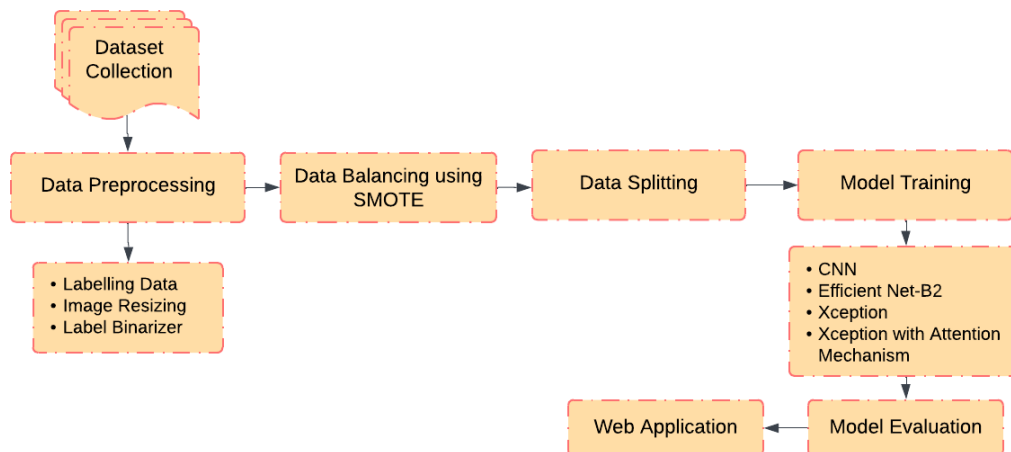 Dataset
Collection
Data Preprocessing
Data Balancing using
SMOTE
Data Splitting
Model Training
• Labelling Data
• Image Resizing
• Label Binarizer
• CNN
• Efficient Net-B2
• Xception
• Xception with Attention
Mechanism
Web Application
Model Evaluation